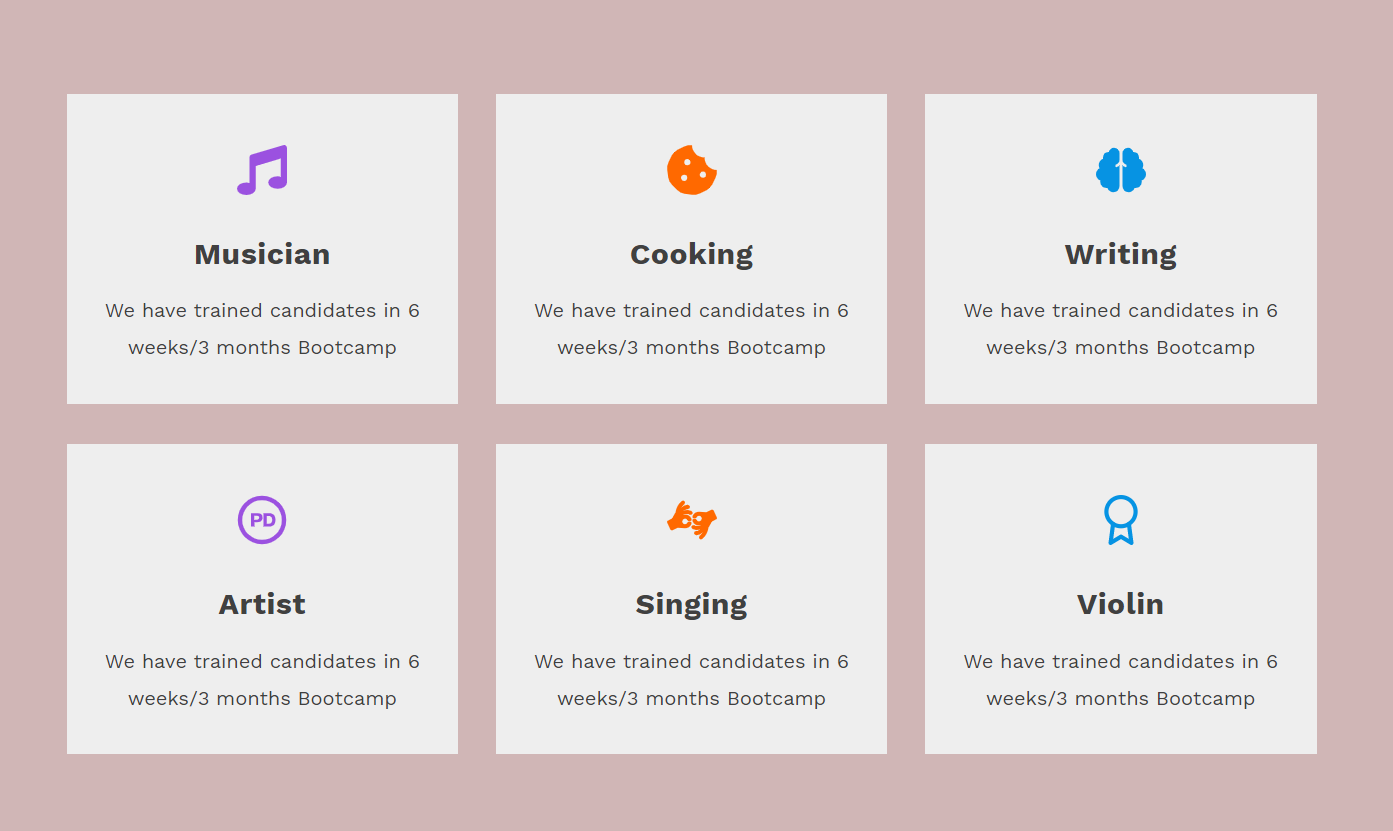 Musician
We have trained candidates in 6
weeks/3 months Bootcamp
Cooking
We have trained candidates in 6
weeks/3 months Bootcamp
Writing
We have trained candidates in 6
weeks/3 months Bootcamp
PD
Artist
We have trained candidates in 6
weeks/3 months Bootcamp
Singing
We have trained candidates in 6
weeks/3 months Bootcamp
Violin
We have trained candidates in 6
weeks/3 months Bootcamp